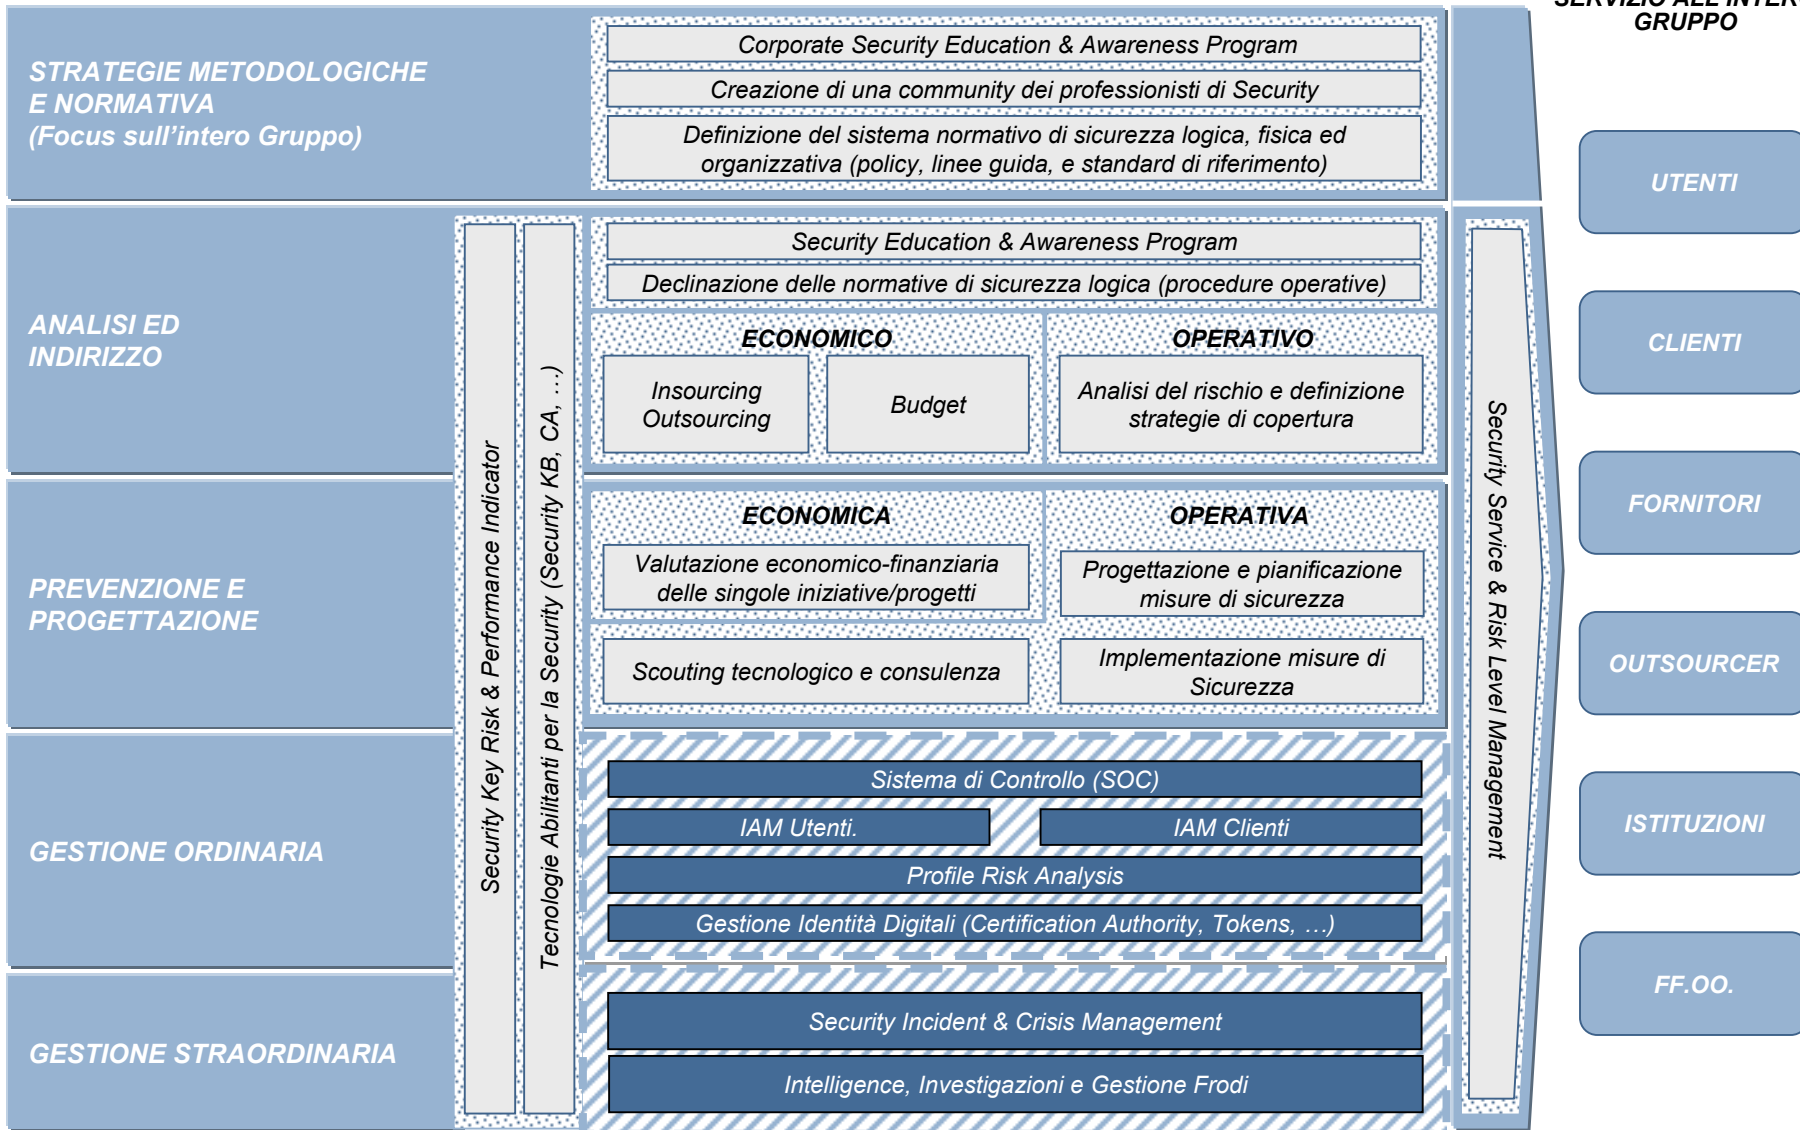 SERVIZIO ALL'INTERO
GRUPPO
STRATEGIE METODOLOGICHE
E NORMATIVA
(Focus sull'intero Gruppo)
Corporate Security Education & Awareness Program
Creazione di una community dei professionisti di Security
Definizione del sistema normativo di sicurezza logica, fisica ed
organizzativa (policy, linee guida, e standard di riferimento)
ANALISI ED
INDIRIZZO
Security Education & Awareness Program
Declinazione delle normative di sicurezza logica (procedure operative)
ECONOMICO
Insourcing
Outsourcing
Budget
OPERATIVO
Analisi del rischio e definizione
strategie di copertura
PREVENZIONE E
PROGETTAZIONE
ECONOMICA
Valutazione economico-finanziaria
delle singole iniziative/progetti
Scouting tecnologico e consulenza
OPERATIVA
Progettazione e pianificazione
misure di sicurezza
Implementazione misure di
Sicurezza
GESTIONE ORDINARIA
Sistema di Controllo (SOC)
IAM Utenti.
IAM Clienti
Profile Risk Analysis
Gestione Identità Digitali (Certification Authority, Tokens, …)
GESTIONE STRAORDINARIA
Security Incident & Crisis Management
Intelligence, Investigazioni e Gestione Frodi
Security Key Risk & Performance Indicator
Tecnologie Abilitanti per la Security (Security KB, CA, …)
Security Service & Risk Level Management
UTENTI
CLIENTI
FORNITORI
OUTSOURCER
ISTITUZIONI
FF.OO.